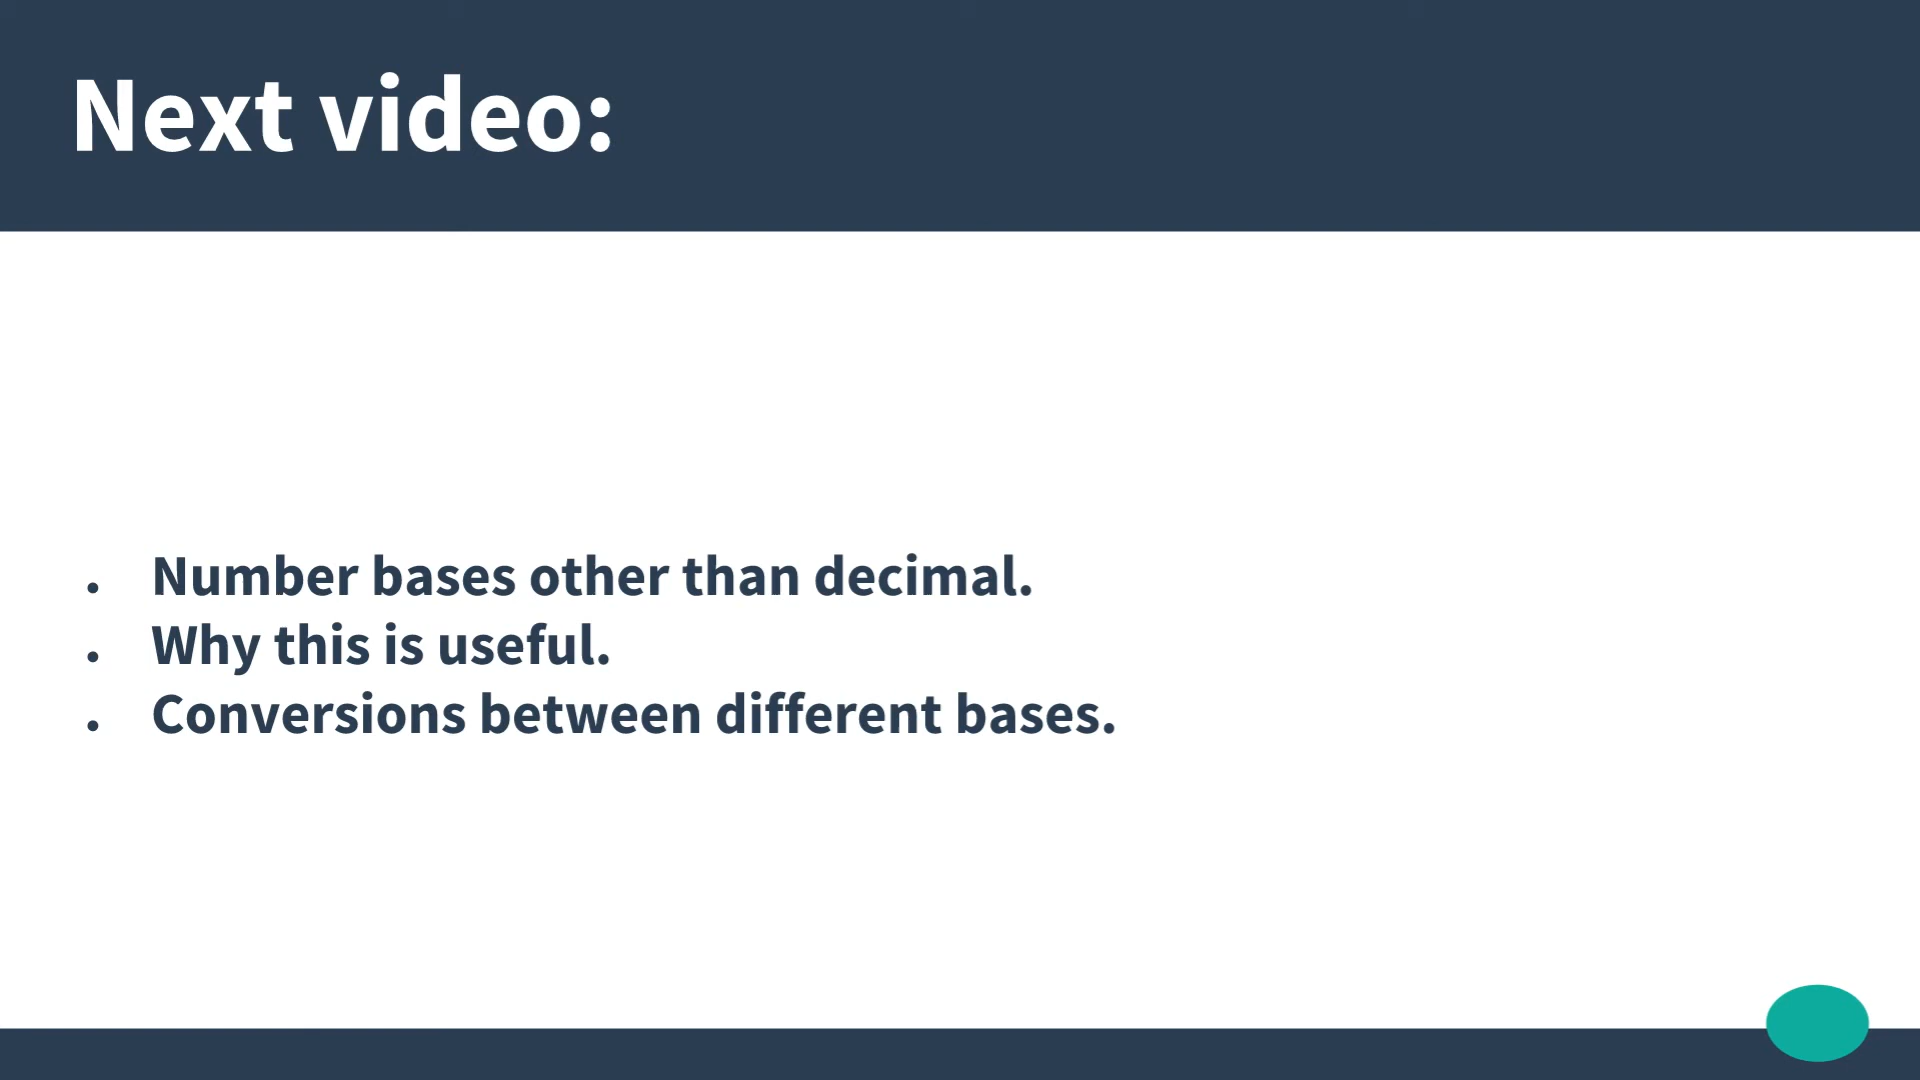 Next video:
• Number bases other than decimal.
• Why this is useful.
• Conversions between different bases.